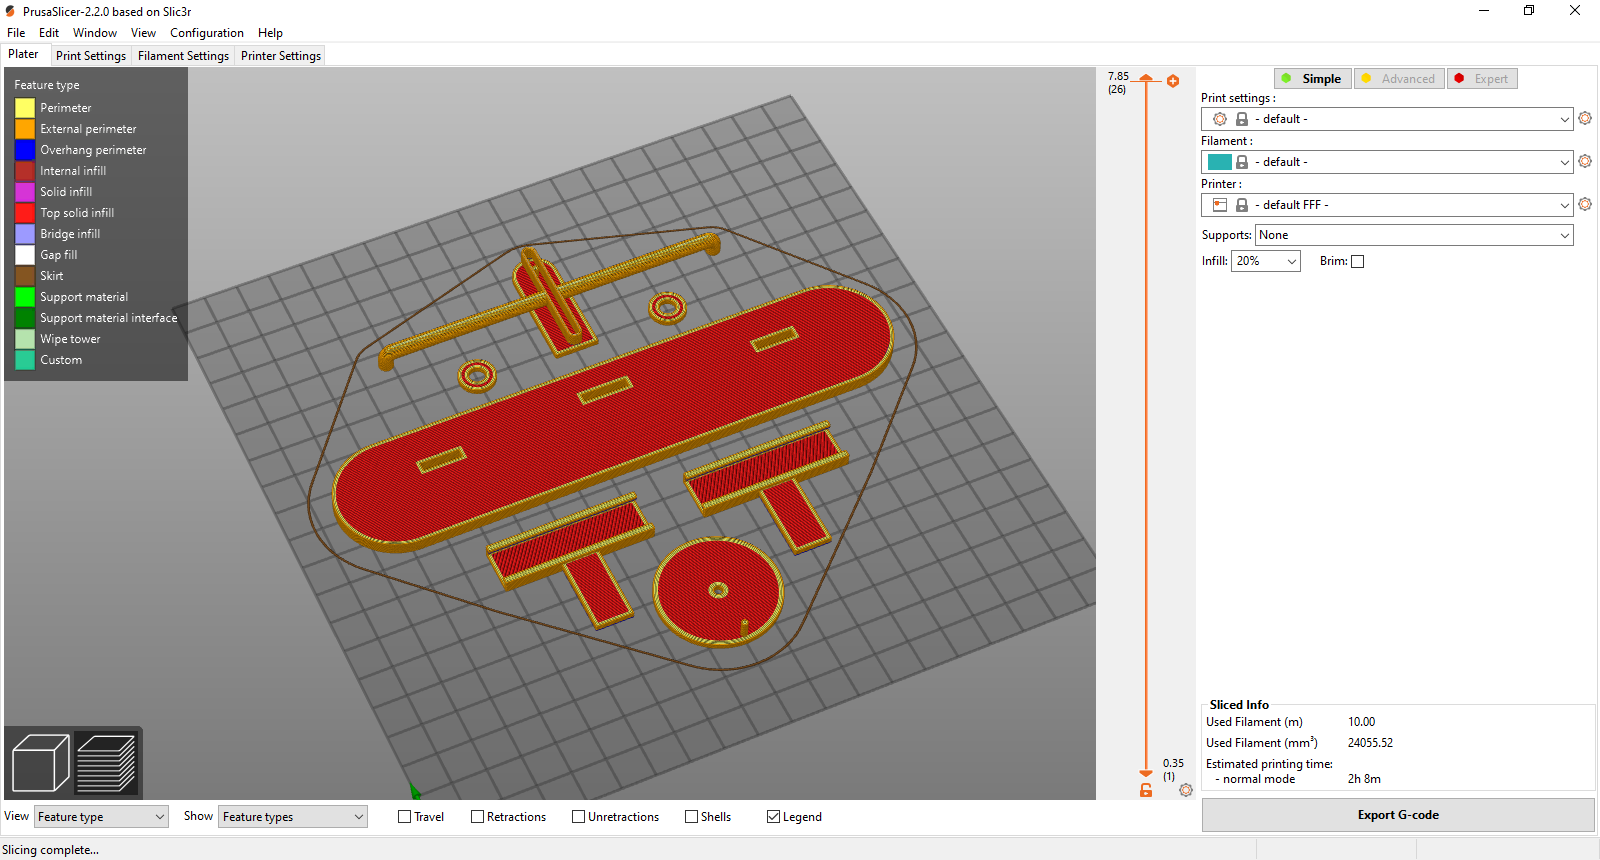 PrusaSlicer-2.2.0 based on Slic3r
File Edit Window View Configuration Help
Plater Print Settings Filament Settings Printer Settings
Feature type
Perimeter
External perimeter
Overhang perimeter
Internal infill
Solid infill
Top solid infill
Bridge infill
Gap fill
Skirt
Support material
Support material interface
Wipe tower
Custom
7.85
(26)
0.35
(1)
Simple Advanced Expert
Print settings :
- default -
Filament :
- default -
Printer :
- default FFF -
Supports: None
Infill: 20% Brim:
Sliced Info
Used Filament (m) 10.00
Used Filament (mm³) 24055.52
Estimated printing time:
- normal mode 2h 8m
Export G-code
View Feature type Show Feature types Travel Retractions Unretractions Shells Legend
Slicing complete...